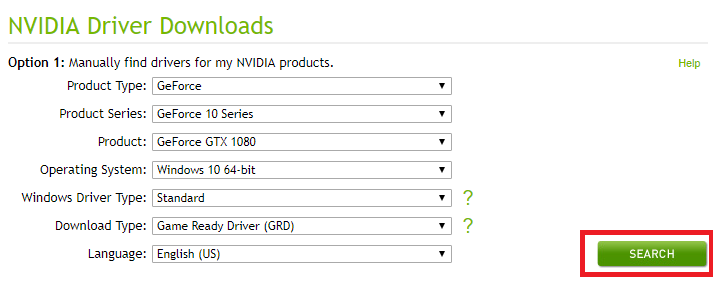 NVIDIA Driver Downloads
Option 1: Manually find drivers for my NVIDIA products. Help
Product Type: GeForce
Product Series: GeForce 10 Series
Product: GeForce GTX 1080
Operating System: Windows 10 64-bit
Windows Driver Type: Standard ?
Download Type: Game Ready Driver (GRD) ?
Language: English (US)
SEARCH